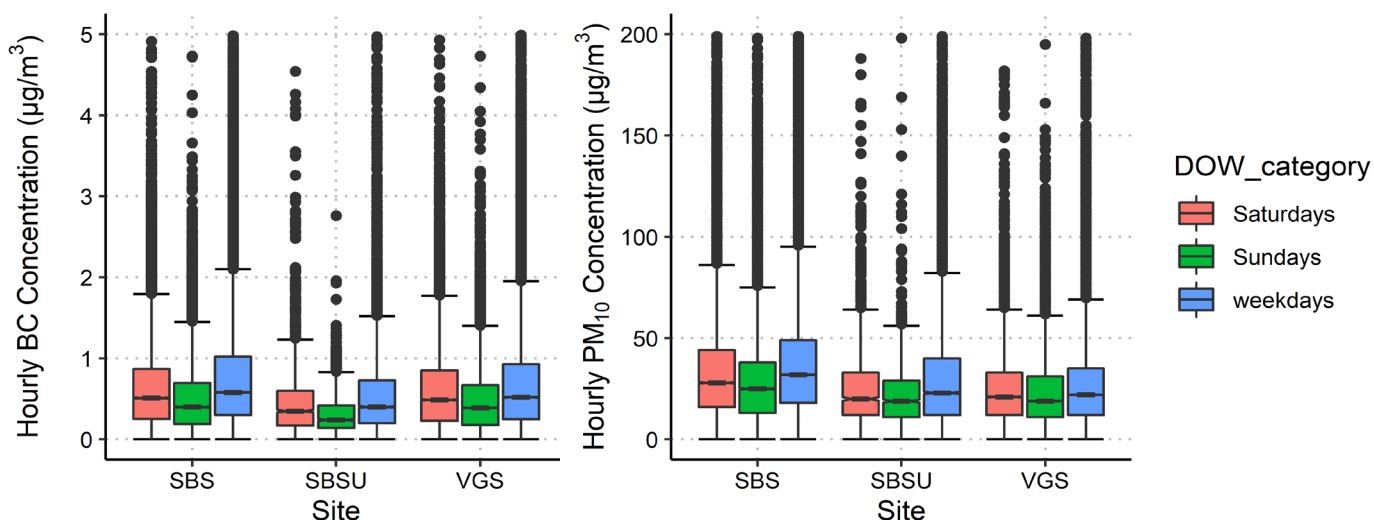 Hourly BC Concentration (µg/m³)
5
4
3
2
1
0
SBS SBSU VGS
Site
Hourly PM₁₀ Concentration (µg/m³)
200
150
100
50
0
SBS SBSU VGS
Site
DOW_category
Saturdays
Sundays
weekdays